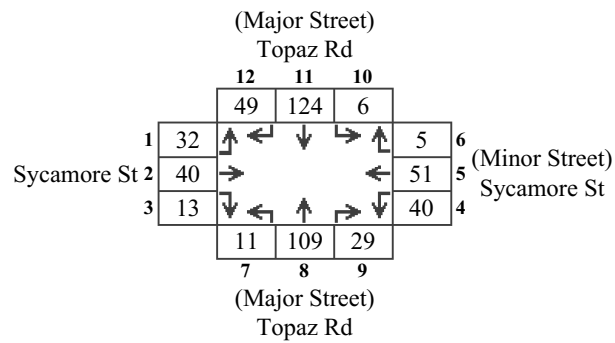 (Major Street)
Topaz Rd
12 11 10
49 124 6
1 32 5 6
Sycamore St 2 40 51 5 (Minor Street)
3 13 40 4 Sycamore St
11 109 29
7 8 9
(Major Street)
Topaz Rd